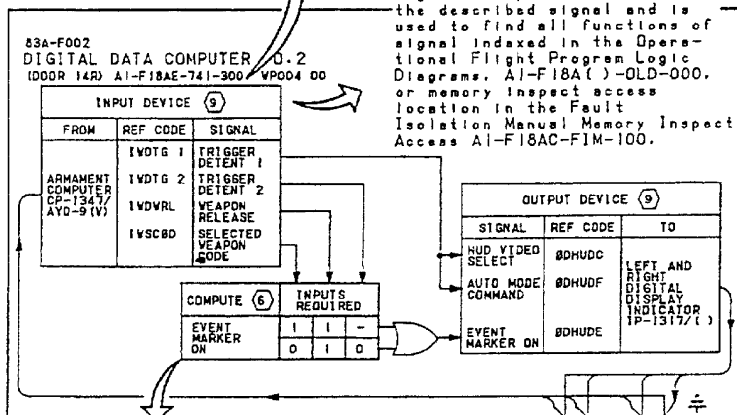 the described signal and is
used to find all functions of
signal indexed in the Opera-
tional Flight Program Logic
Diagrams, A1-F18A( )-OLD-000,
or memory inspect access
location in the Fault
Isolation Manual Memory Inspect
Access A1-F18AC-FIM-100.
83A-F002
DIGITAL DATA COMPUTER .2
(DOOR 14R) A1-F18AE-741-300 WP004 00
INPUT DEVICE 9
FROM REF CODE SIGNAL
ARMAMENT
COMPUTER
CP-1347/
AYQ-9(V)
IWDTG 1 TRIGGER
DETENT 1
IWDTG 2 TRIGGER
DETENT 2
IWDWRL WEAPON
RELEASE
IWSC0D SELECTED
WEAPON
CODE
OUTPUT DEVICE 9
SIGNAL REF CODE TO
HUD VIDEO
SELECT
ØDHUDC
AUTO MODE
COMMAND
ØDHUDF
EVENT
MARKER ON
ØDHUDE
LEFT AND
RIGHT
DIGITAL
DISPLAY
INDICATOR
IP-1317/( )
COMPUTE 6 INPUTS
REQUIRED
EVENT
MARKER
ON
1 1 -
0 1 0